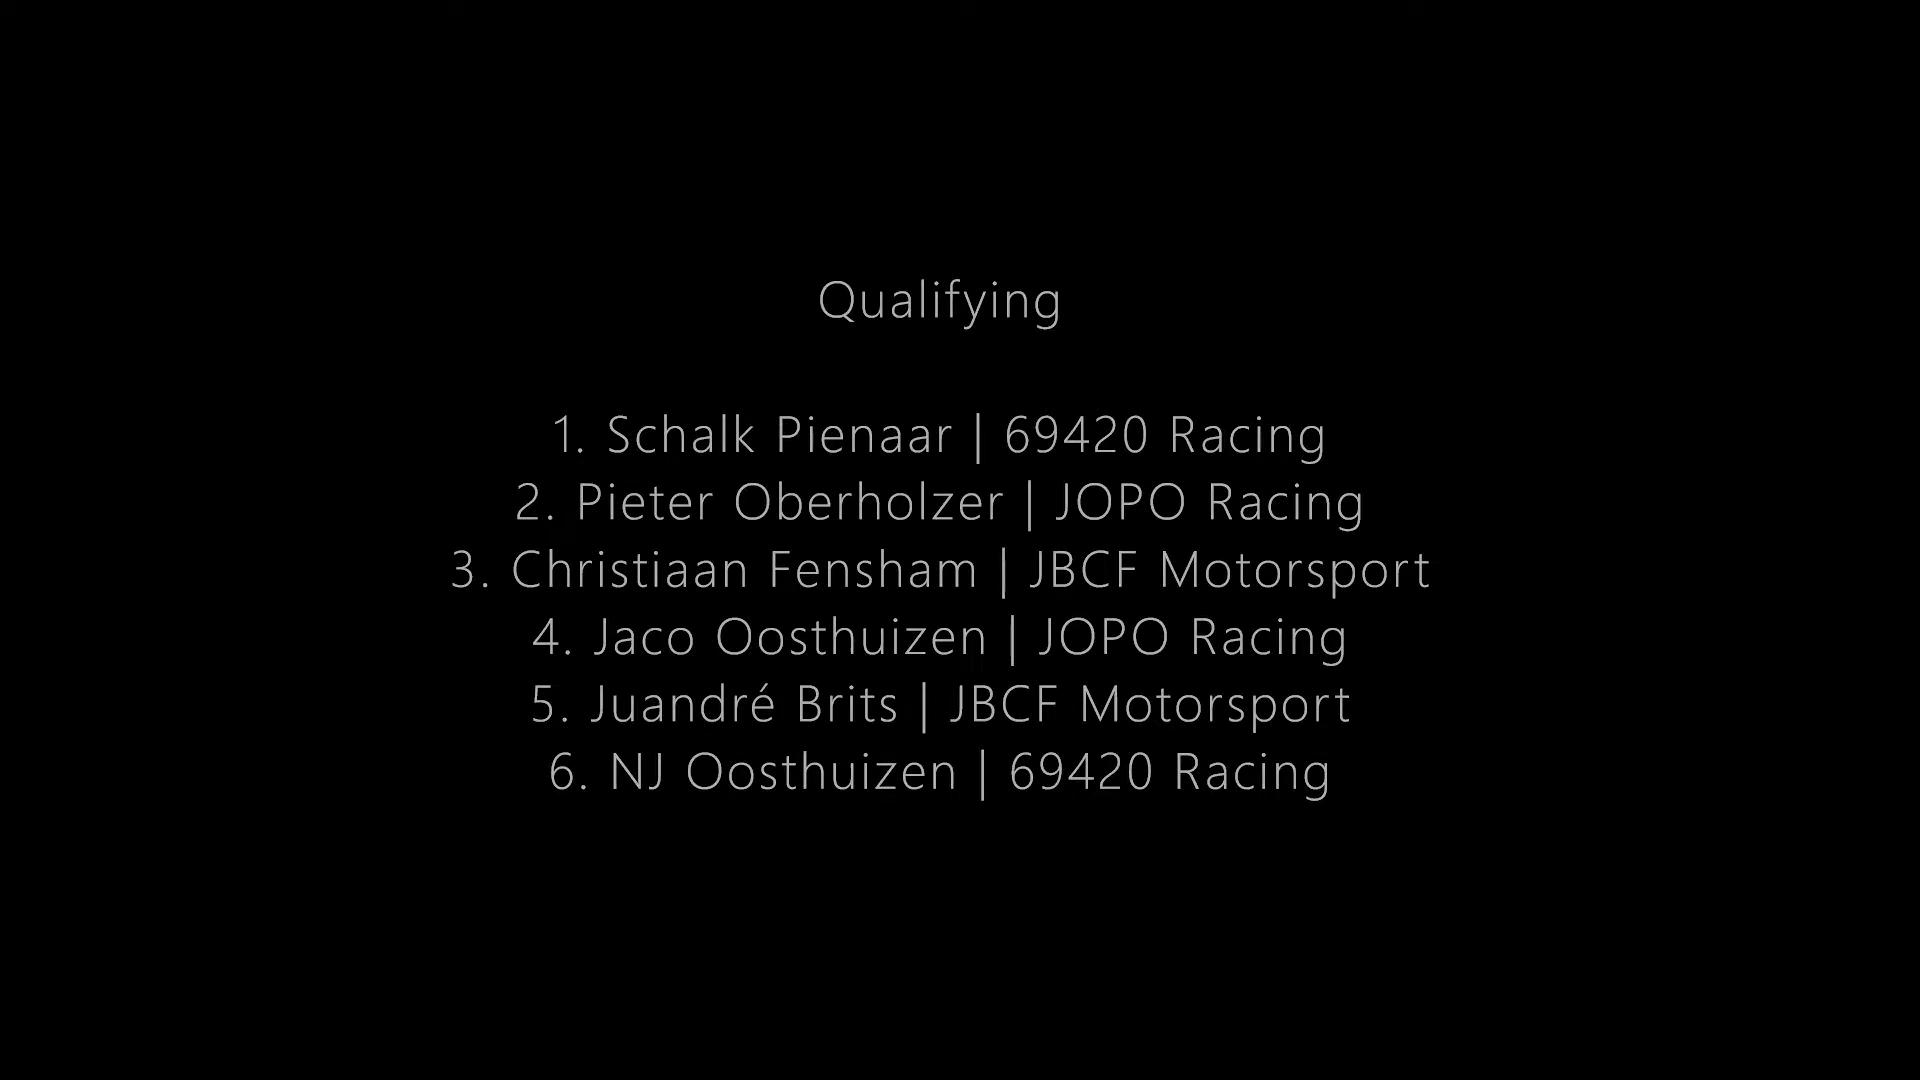 Qualifying
1. Schalk Pienaar | 69420 Racing
2. Pieter Oberholzer | JOPO Racing
3. Christiaan Fensham | JBCF Motorsport
4. Jaco Oosthuizen | JOPO Racing
5. Juandré Brits | JBCF Motorsport
6. NJ Oosthuizen | 69420 Racing